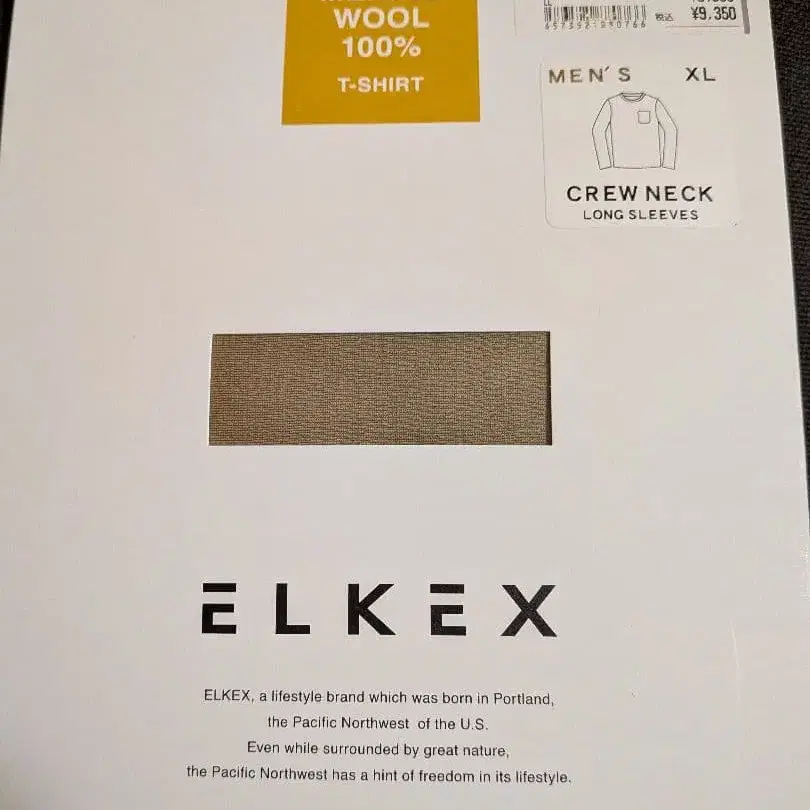 WOOL
100%
T-SHIRT
税込 ¥9,350
MEN'S XL
CREW NECK
LONG SLEEVES
ELKEX
ELKEX, a lifestyle brand which was born in Portland,
the Pacific Northwest of the U.S.
Even while surrounded by great nature,
the Pacific Northwest has a hint of freedom in its lifestyle.